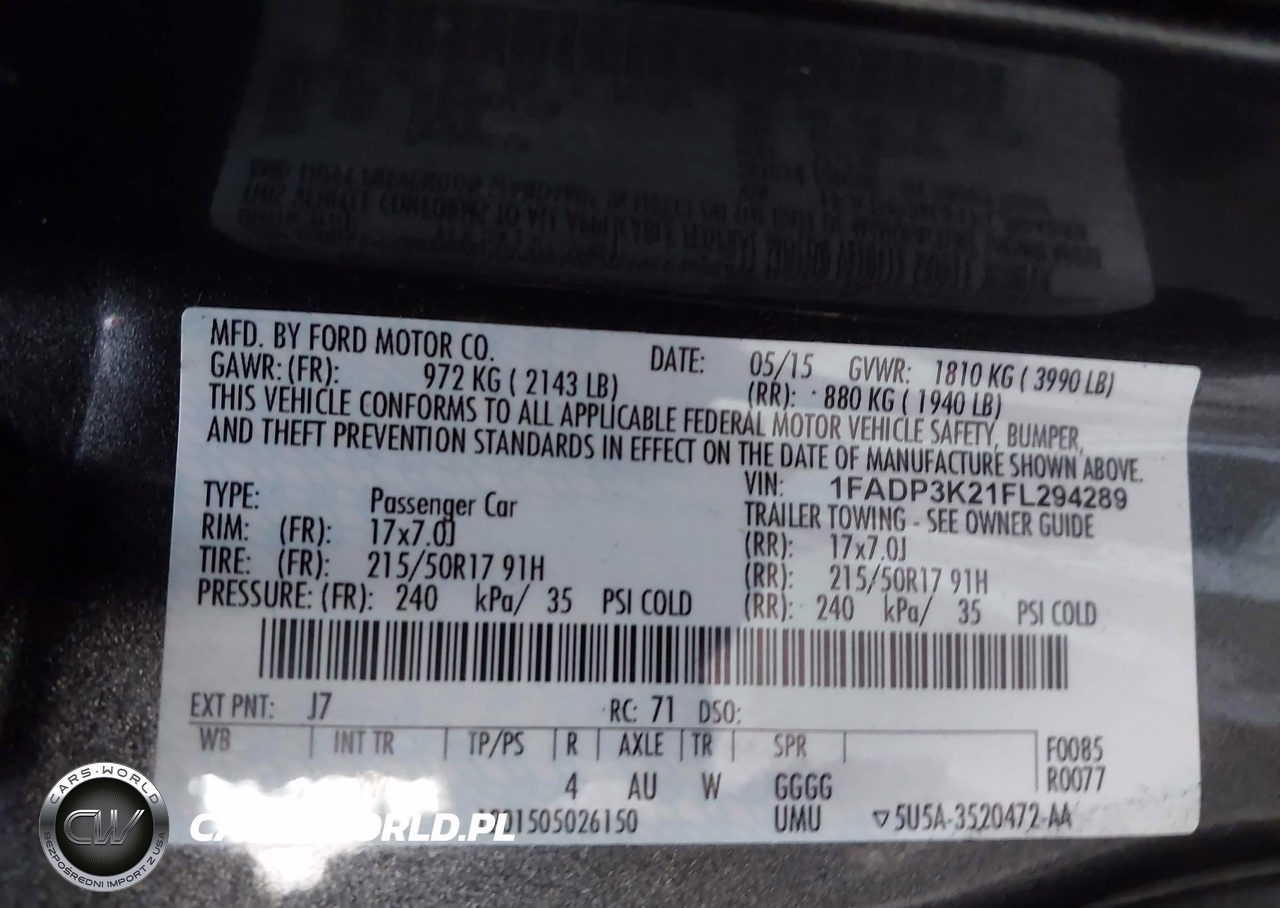 MFD. BY FORD MOTOR CO. DATE: 05/15 GVWR: 1810 KG ( 3990 LB)
GAWR: (FR): 972 KG ( 2143 LB) (RR): 880 KG ( 1940 LB)
THIS VEHICLE CONFORMS TO ALL APPLICABLE FEDERAL MOTOR VEHICLE SAFETY, BUMPER,
AND THEFT PREVENTION STANDARDS IN EFFECT ON THE DATE OF MANUFACTURE SHOWN ABOVE.
VIN: 1FADP3K21FL294289
TYPE: Passenger Car TRAILER TOWING - SEE OWNER GUIDE
RIM: (FR): 17x7.0J (RR): 17x7.0J
TIRE: (FR): 215/50R17 91H (RR): 215/50R17 91H
PRESSURE: (FR): 240 kPa/ 35 PSI COLD (RR): 240 kPa/ 35 PSI COLD
EXT PNT: J7 RC: 71 DSO:
WB INT TR TP/PS R AXLE TR SPR F0085
4 AU W GGGG R0077
1505026150 UMU ▽5U5A-3520472-AA
CARS-WORLD
CW
BEZPOŚREDNI IMPORT Z USA